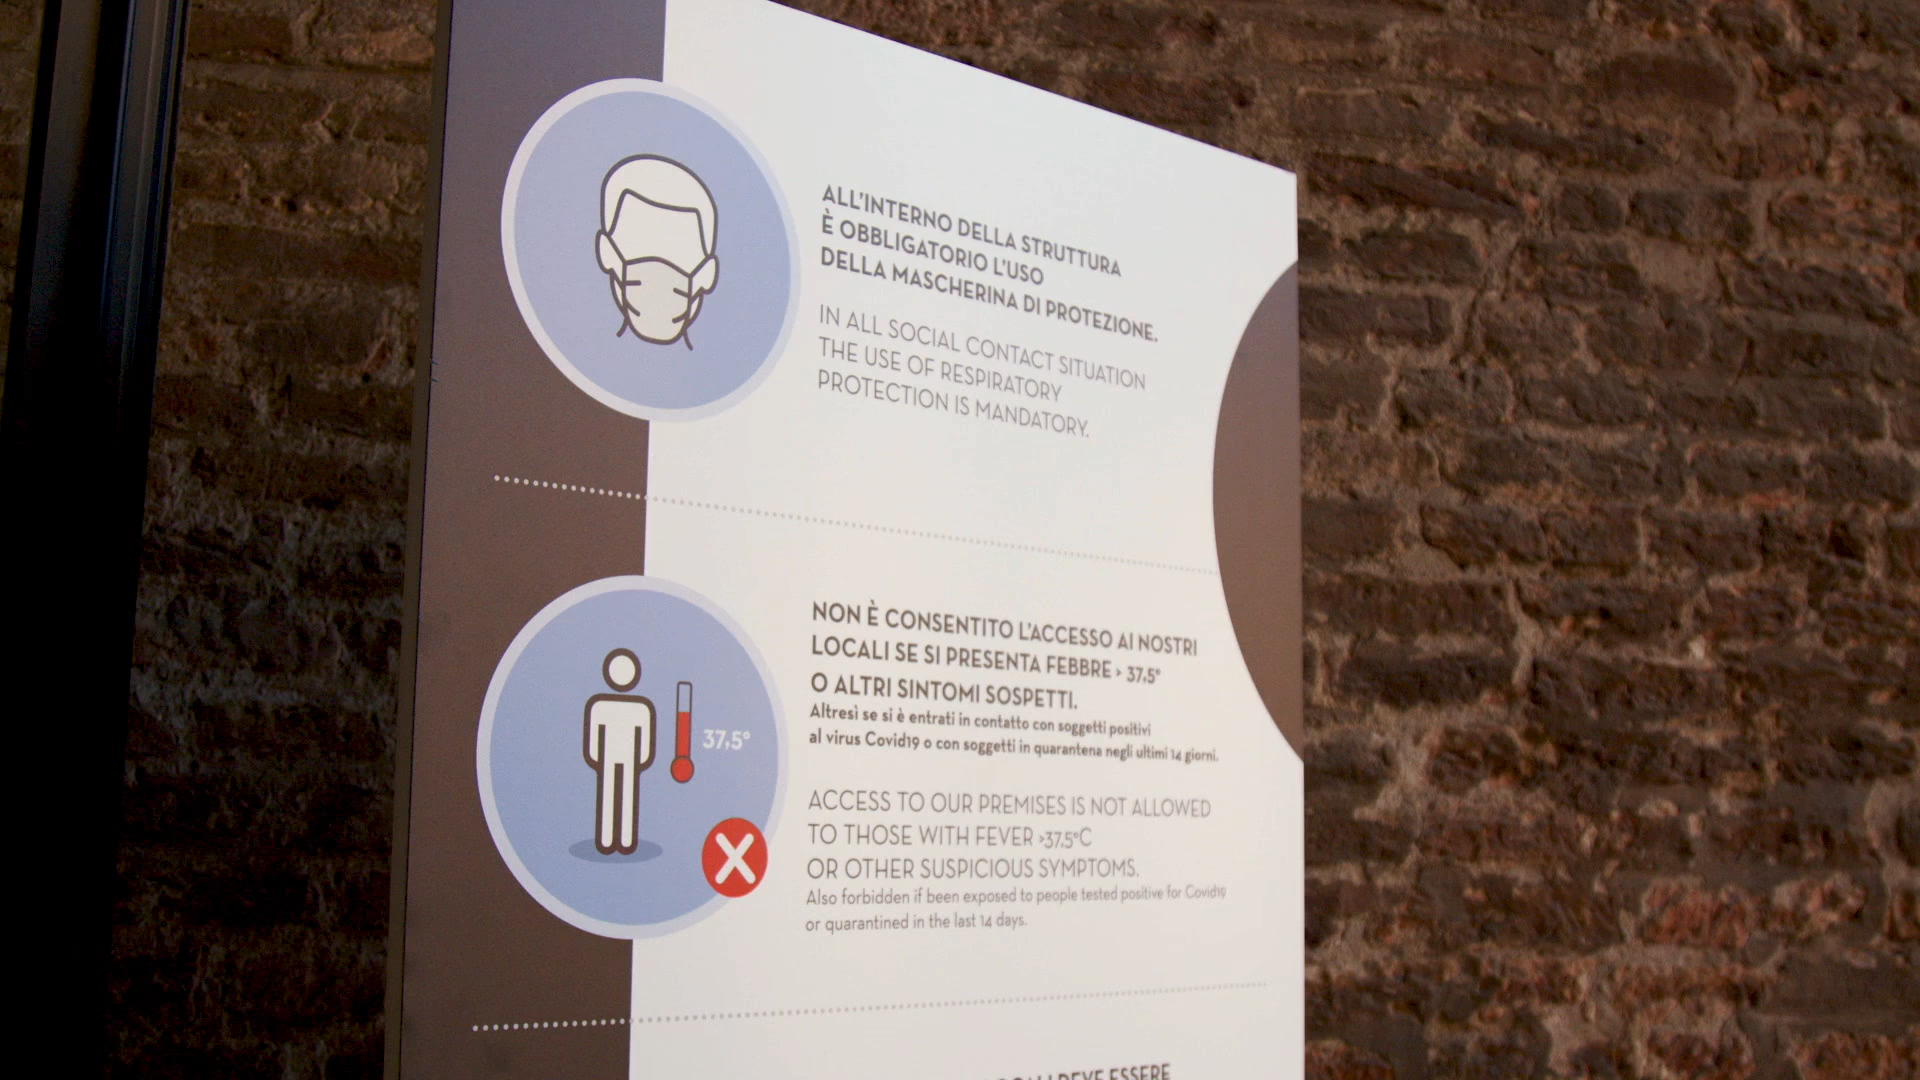 ALL'INTERNO DELLA STRUTTURA
È OBBLIGATORIO L'USO
DELLA MASCHERINA DI PROTEZIONE.
IN ALL SOCIAL CONTACT SITUATION
THE USE OF RESPIRATORY
PROTECTION IS MANDATORY.
37,5°
NON È CONSENTITO L'ACCESSO AI NOSTRI
LOCALI SE SI PRESENTA FEBBRE > 37,5°
O ALTRI SINTOMI SOSPETTI.
Altresì se si è entrati in contatto con soggetti positivi
al virus Covid19 o con soggetti in quarantena negli ultimi 14 giorni.
ACCESS TO OUR PREMISES IS NOT ALLOWED
TO THOSE WITH FEVER >37.5°C
OR OTHER SUSPICIOUS SYMPTOMS.
Also forbidden if been exposed to people tested positive for Covid19
or quarantined in the last 14 days.
DEVE ESSERE